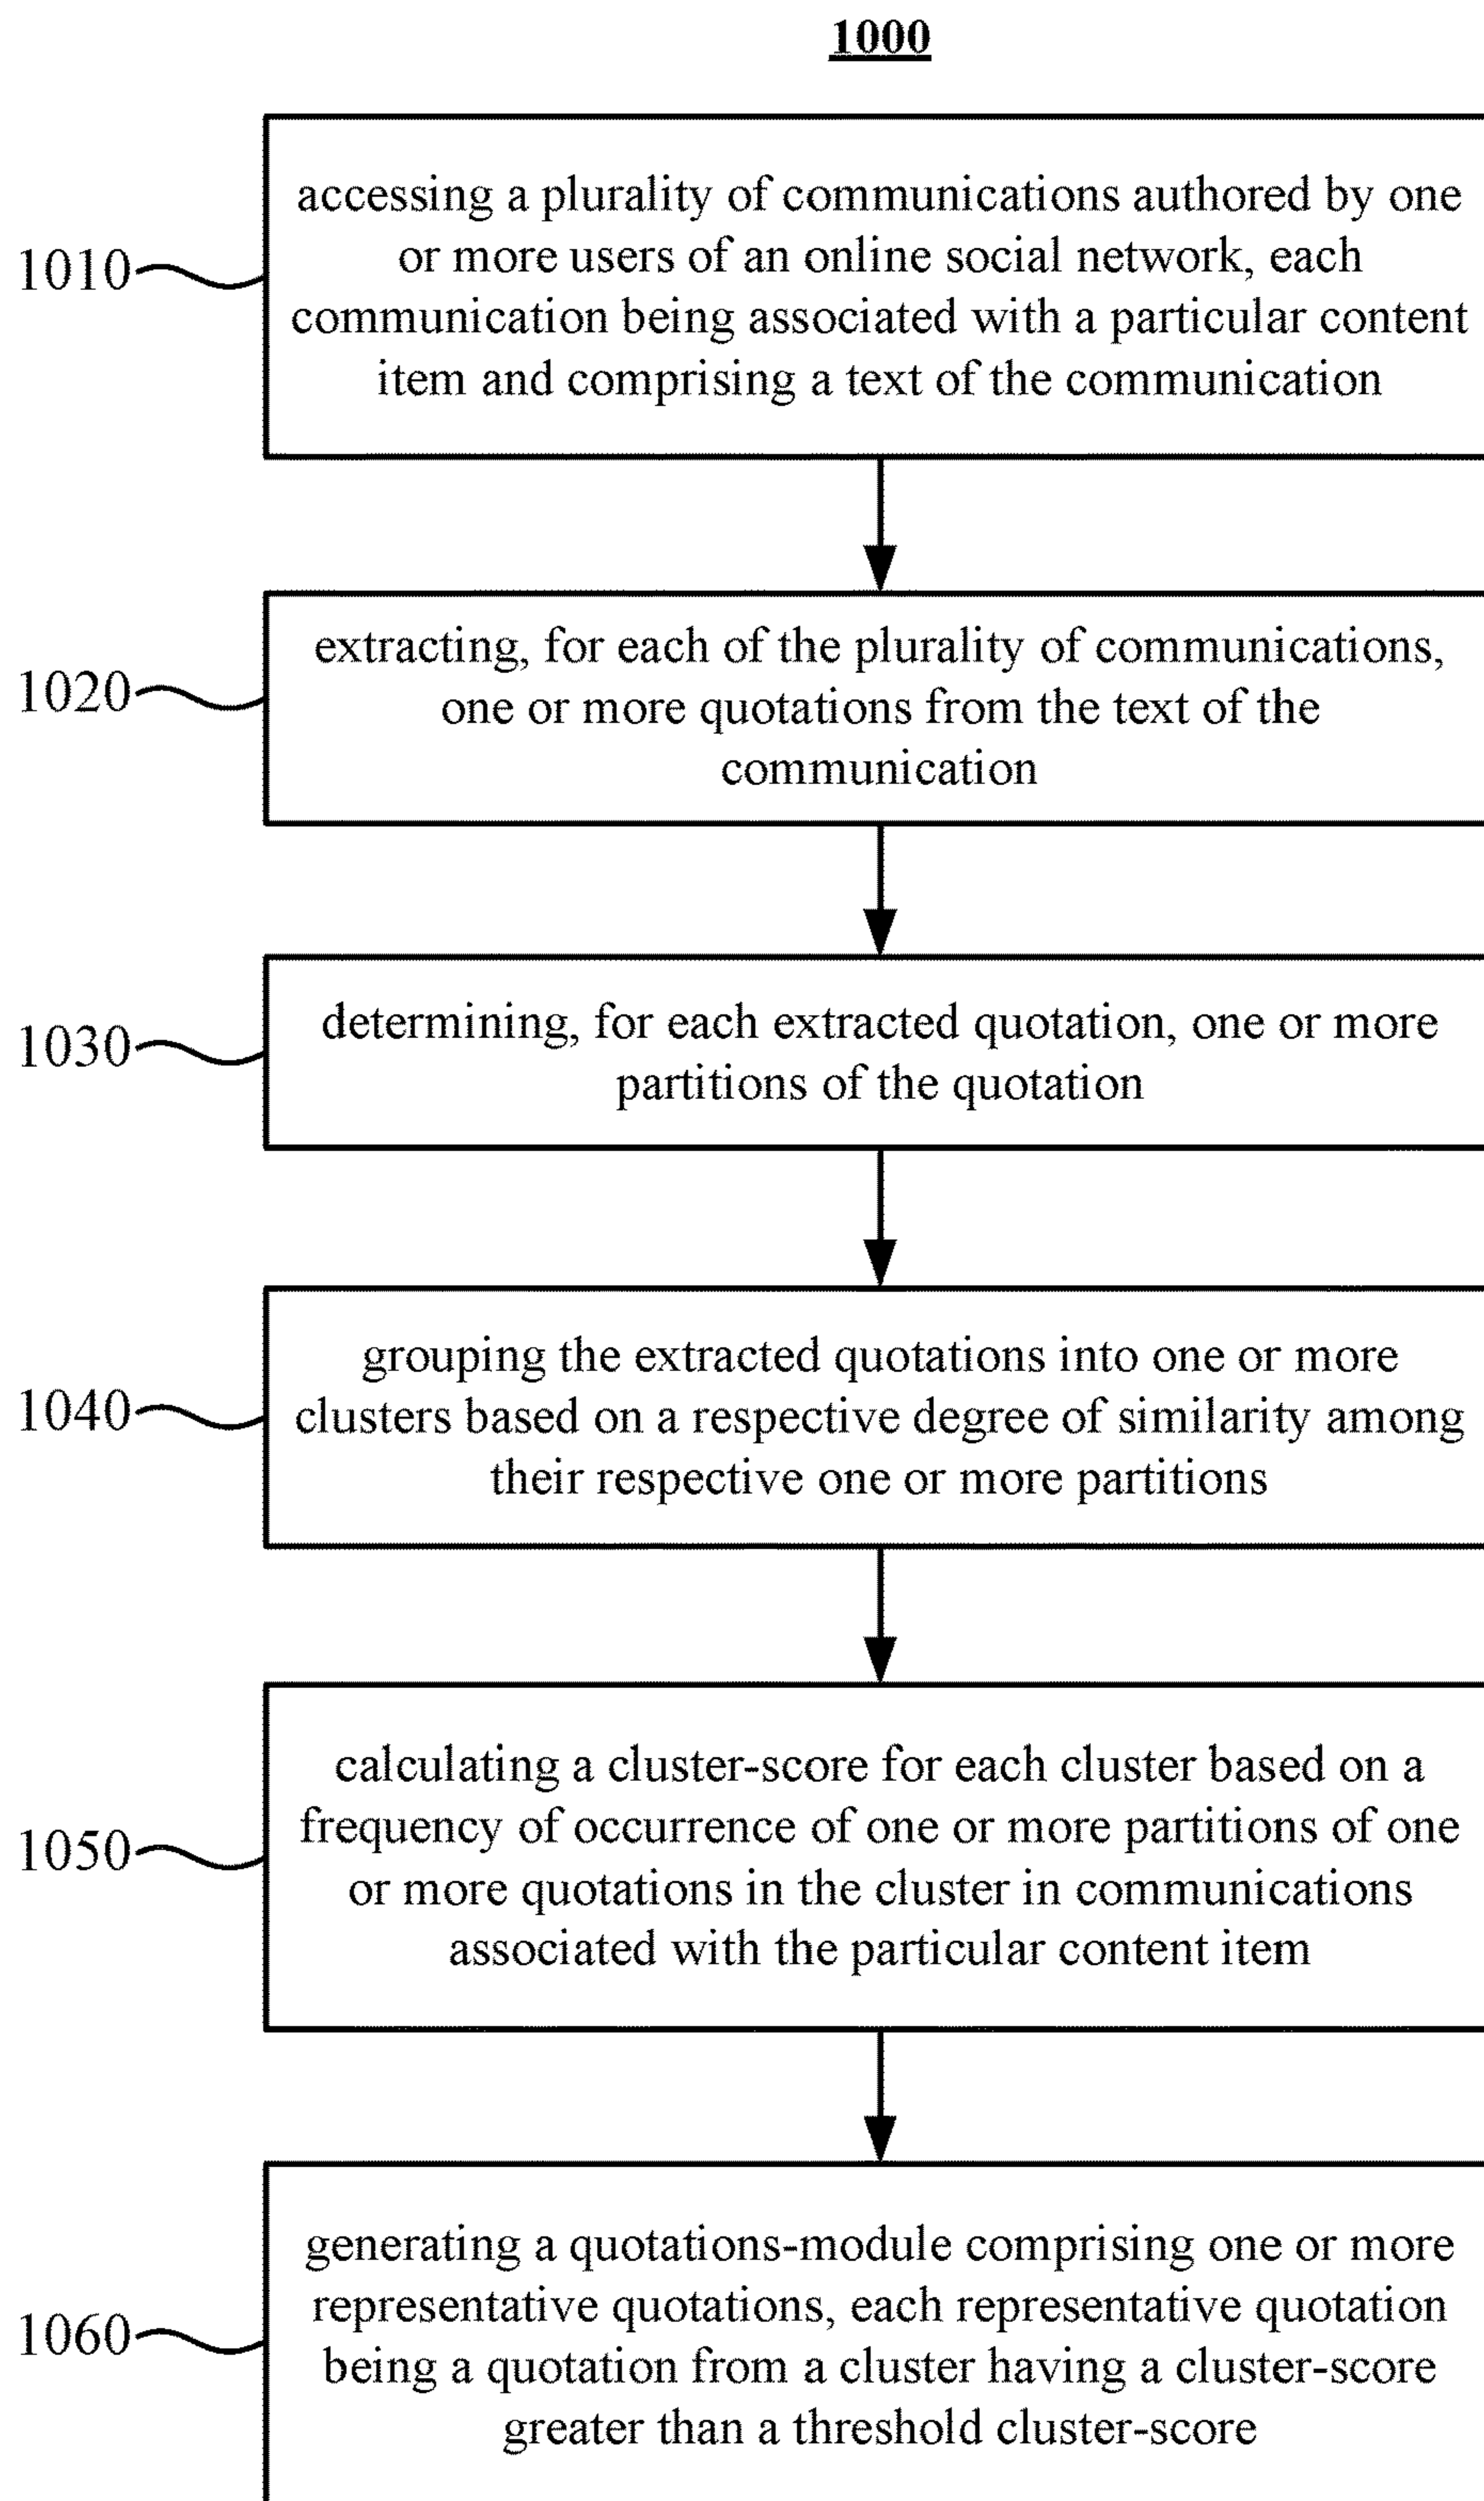 1000
accessing a plurality of communications authored by one
or more users of an online social network, each
communication being associated with a particular content
item and comprising a text of the communication
1010
extracting, for each of the plurality of communications,
one or more quotations from the text of the
communication
1020
determining, for each extracted quotation, one or more
partitions of the quotation
1030
grouping the extracted quotations into one or more
clusters based on a respective degree of similarity among
their respective one or more partitions
1040
calculating a cluster-score for each cluster based on a
frequency of occurrence of one or more partitions of one
or more quotations in the cluster in communications
associated with the particular content item
1050
generating a quotations-module comprising one or more
representative quotations, each representative quotation
being a quotation from a cluster having a cluster-score
greater than a threshold cluster-score
1060